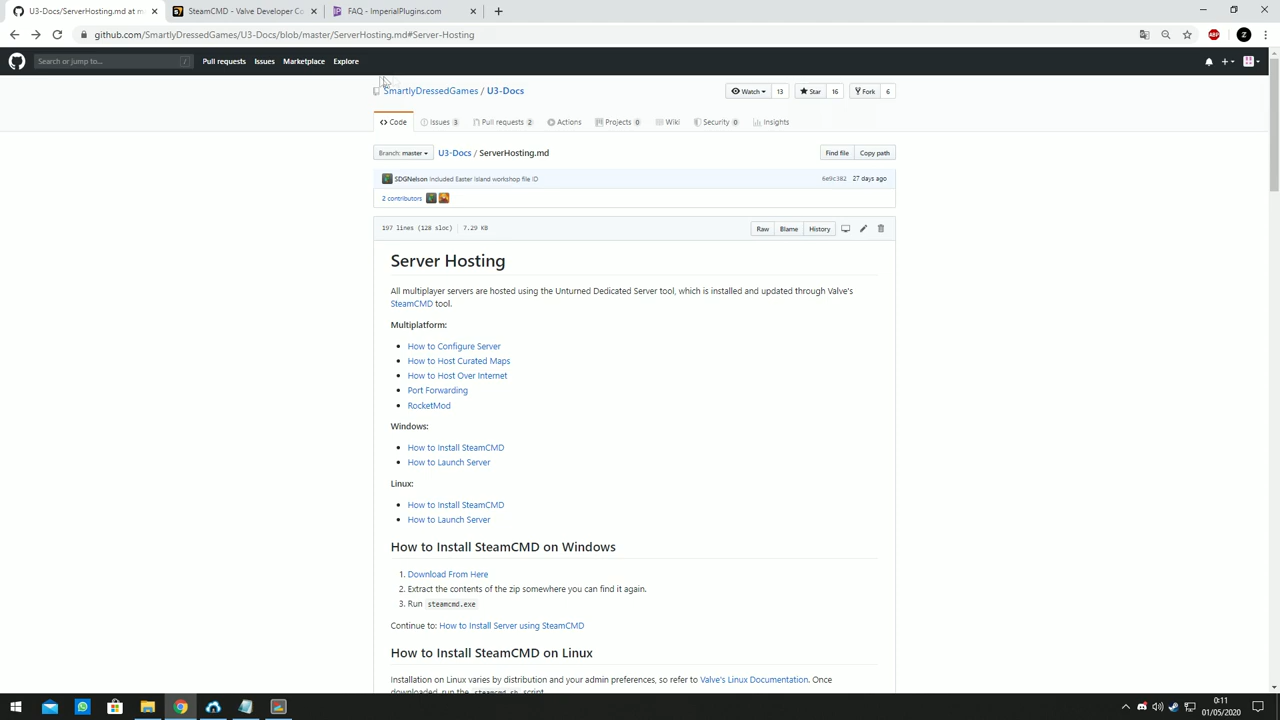 U3-Docs/ServerHosting.md at m
SteamCMD - Valve Developer Co
FAQ - ImperialPlugins.com
github.com/SmartlyDressedGames/U3-Docs/blob/master/ServerHosting.md#Server-Hosting
ABP
Z
Search or jump to...
/
Pull requests
Issues
Marketplace
Explore
SmartlyDressedGames / U3-Docs
Watch
13
Star
16
Fork
6
Code
Issues 3
Pull requests 2
Actions
Projects 0
Wiki
Security 0
Insights
Branch: master
U3-Docs / ServerHosting.md
Find file
Copy path
SDGNelson Included Easter Island workshop file ID
6e9c382 27 days ago
2 contributors
197 lines (128 sloc) 7.29 KB
Raw
Blame
History
Server Hosting
All multiplayer servers are hosted using the Unturned Dedicated Server tool, which is installed and updated through Valve's
SteamCMD tool.
Multiplatform:
How to Configure Server
How to Host Curated Maps
How to Host Over Internet
Port Forwarding
RocketMod
Windows:
How to Install SteamCMD
How to Launch Server
Linux:
How to Install SteamCMD
How to Launch Server
How to Install SteamCMD on Windows
1. Download From Here
2. Extract the contents of the zip somewhere you can find it again.
3. Run steamcmd.exe
Continue to: How to Install Server using SteamCMD
How to Install SteamCMD on Linux
Installation on Linux varies by distribution and your admin preferences, so refer to Valve's Linux Documentation. Once
downloaded, run the steamcmd.sh script.
0:11
01/05/2020